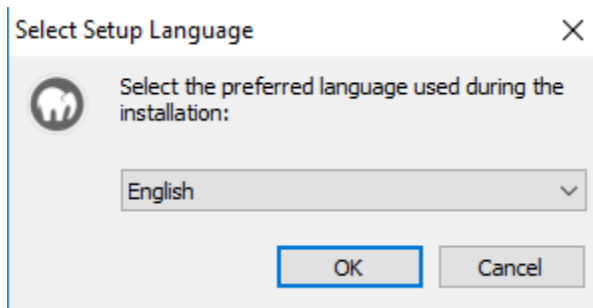 Select Setup Language
Select the preferred language used during the
installation:
English
OK
Cancel